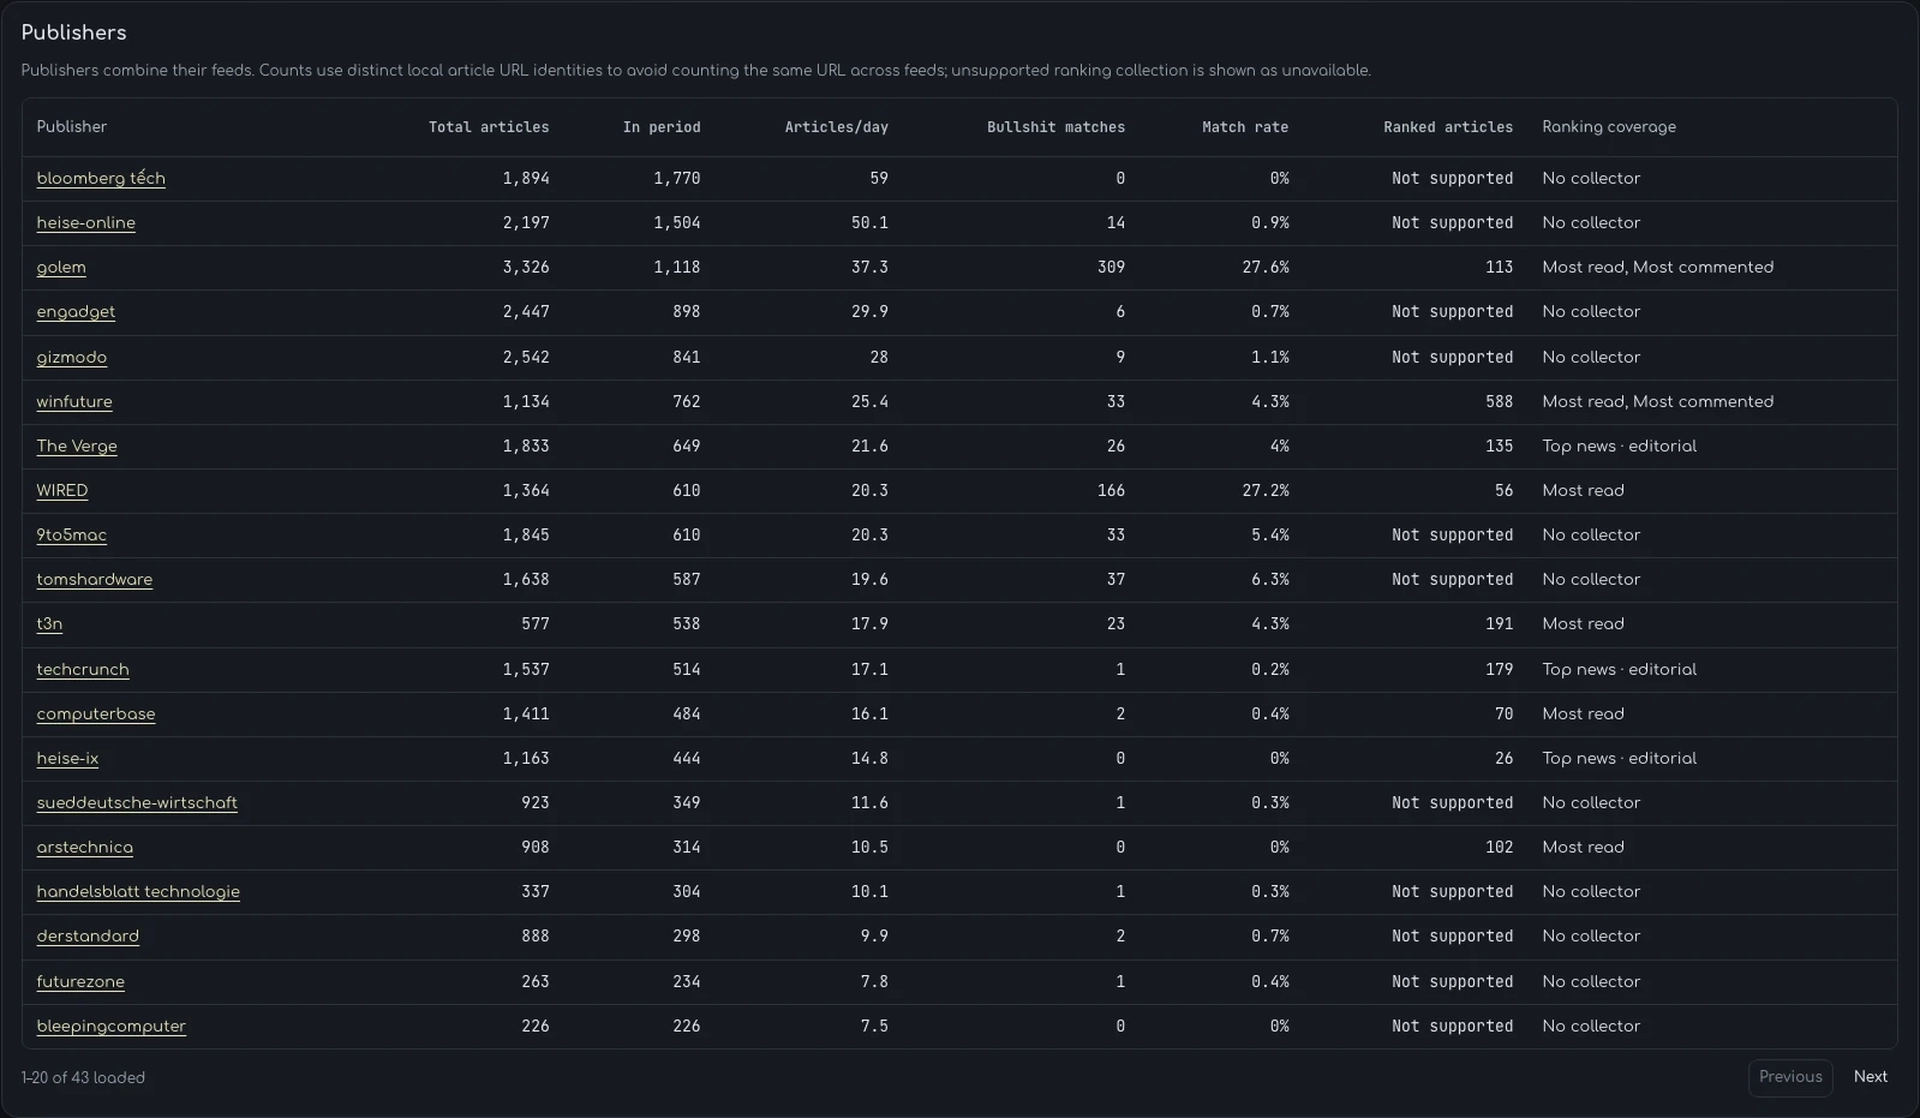 Publishers
Publishers combine their feeds. Counts use distinct local article URL identities to avoid counting the same URL across feeds; unsupported ranking collection is shown as unavailable.
Publisher Total articles In period Articles/day Bullshit matches Match rate Ranked articles Ranking coverage
bloomberg tếch 1,894 1,770 59 0 0% Not supported No collector
heise-online 2,197 1,504 50.1 14 0.9% Not supported No collector
golem 3,326 1,118 37.3 309 27.6% 113 Most read, Most commented
engadget 2,447 898 29.9 6 0.7% Not supported No collector
gizmodo 2,542 841 28 9 1.1% Not supported No collector
winfuture 1,134 762 25.4 33 4.3% 588 Most read, Most commented
The Verge 1,833 649 21.6 26 4% 135 Top news · editorial
WIRED 1,364 610 20.3 166 27.2% 56 Most read
9to5mac 1,845 610 20.3 33 5.4% Not supported No collector
tomshardware 1,638 587 19.6 37 6.3% Not supported No collector
t3n 577 538 17.9 23 4.3% 191 Most read
techcrunch 1,537 514 17.1 1 0.2% 179 Top news · editorial
computerbase 1,411 484 16.1 2 0.4% 70 Most read
heise-ix 1,163 444 14.8 0 0% 26 Top news · editorial
sueddeutsche-wirtschaft 923 349 11.6 1 0.3% Not supported No collector
arstechnica 908 314 10.5 0 0% 102 Most read
handelsblatt technologie 337 304 10.1 1 0.3% Not supported No collector
derstandard 888 298 9.9 2 0.7% Not supported No collector
futurezone 263 234 7.8 1 0.4% Not supported No collector
bleepingcomputer 226 226 7.5 0 0% Not supported No collector
1–20 of 43 loaded Previous Next